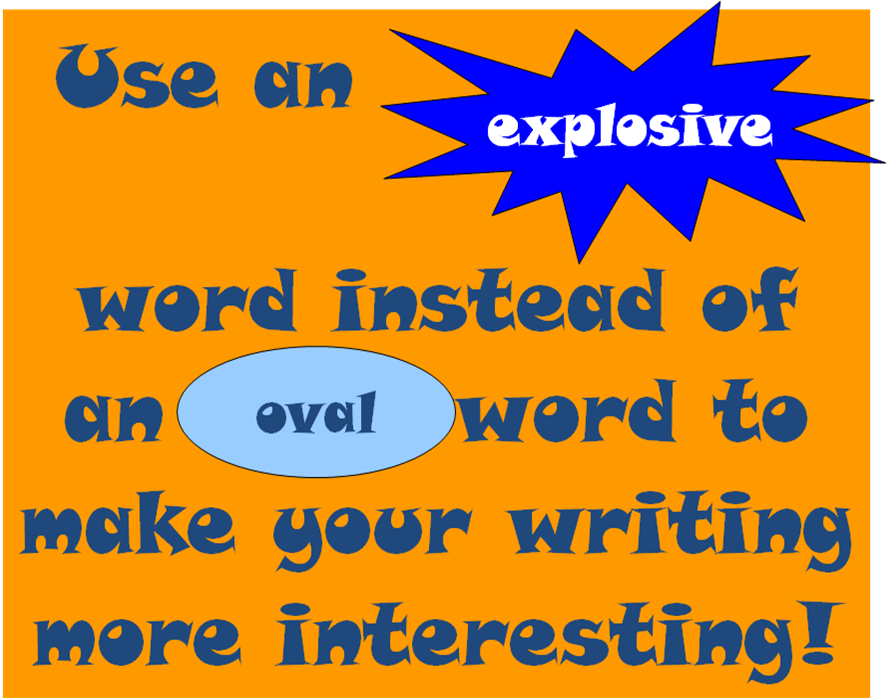 Use an explosive
word instead of
an oval word to
make your writing
more interesting!